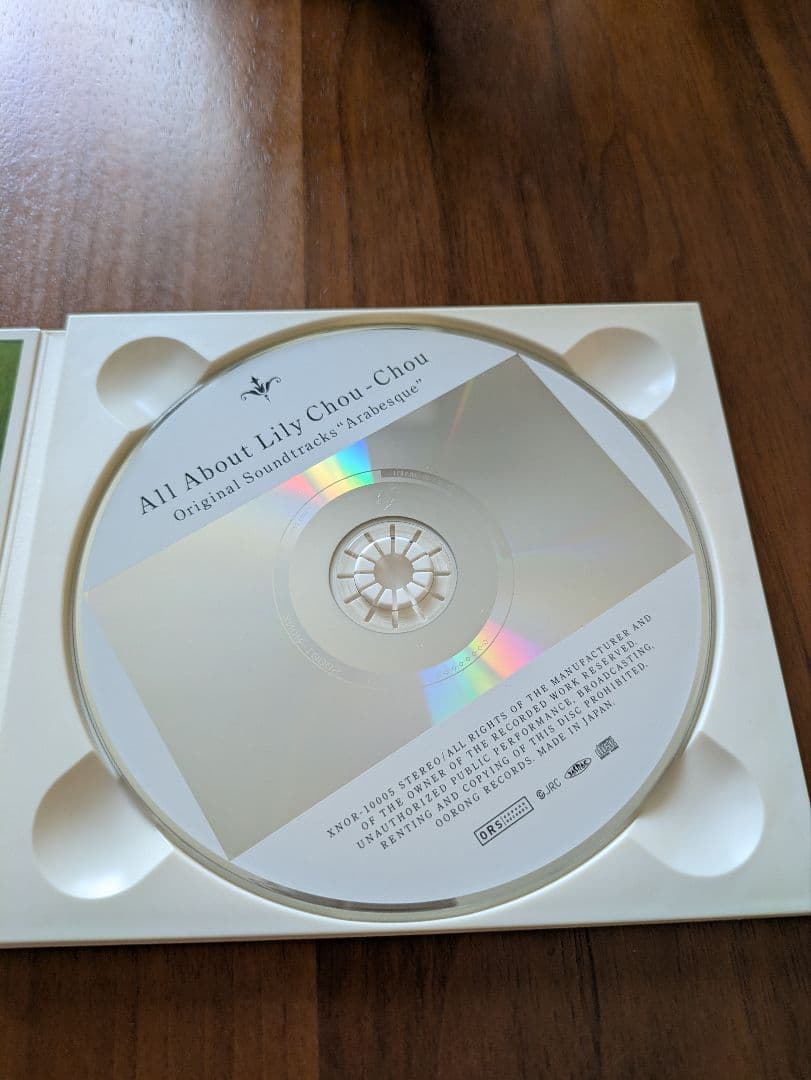 All About Lily Chou-Chou
Original Soundtracks "Arabesque"
XNOR-10005 STEREO/ALL RIGHTS OF THE MANUFACTURER AND
OF THE OWNER OF THE RECORDED WORK RESERVED.
UNAUTHORIZED PUBLIC PERFORMANCE, BROADCASTING,
RENTING AND COPYING OF THIS DISC PROHIBITED.
OORONG RECORDS. MADE IN JAPAN.
ORS
JRC